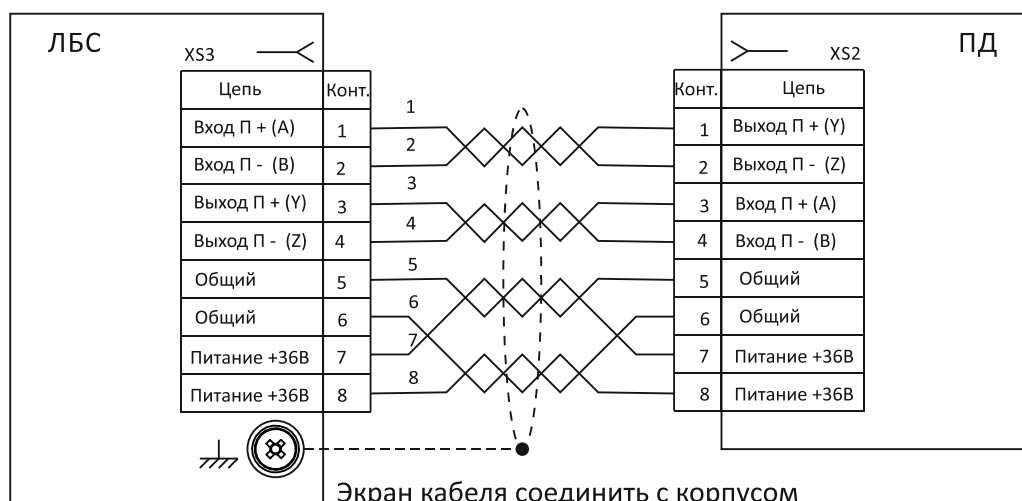 ЛБС
ПД
XS3
XS2
Цепь Конт.
Вход П + (А) 1
Вход П - (В) 2
Выход П + (Y) 3
Выход П - (Z) 4
Общий 5
Общий 6
Питание +36В 7
Питание +36В 8
1
2
3
4
5
6
7
8
Конт. Цепь
1 Выход П + (Y)
2 Выход П - (Z)
3 Вход П + (А)
4 Вход П - (В)
5 Общий
6 Общий
7 Питание +36В
8 Питание +36В
Экран кабеля соединить с корпусом